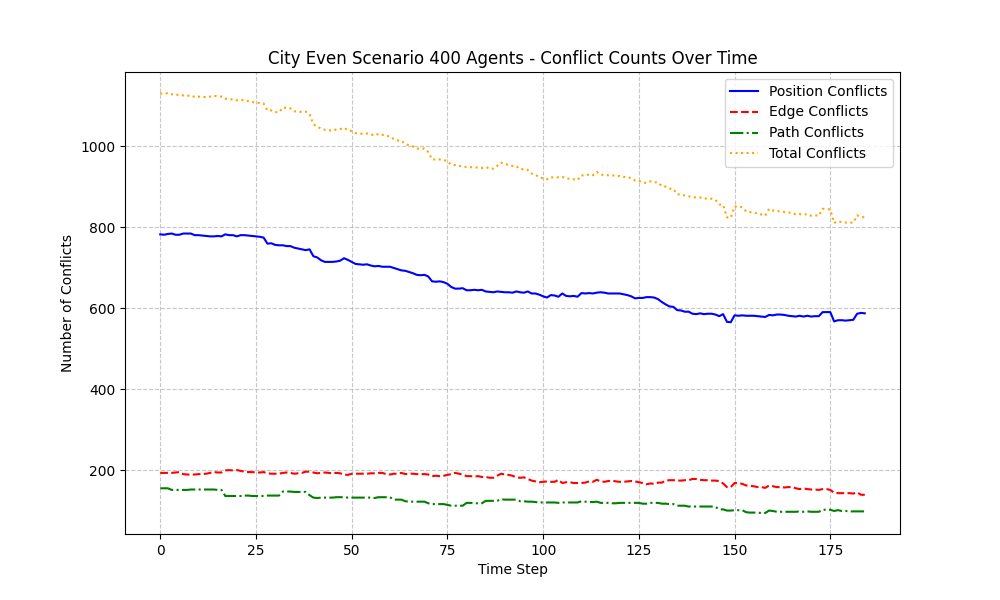 City Even Scenario 400 Agents - Conflict Counts Over Time
Position Conflicts
Edge Conflicts
Path Conflicts
Total Conflicts
Number of Conflicts
1000
800
600
400
200
0 25 50 75 100 125 150 175
Time Step